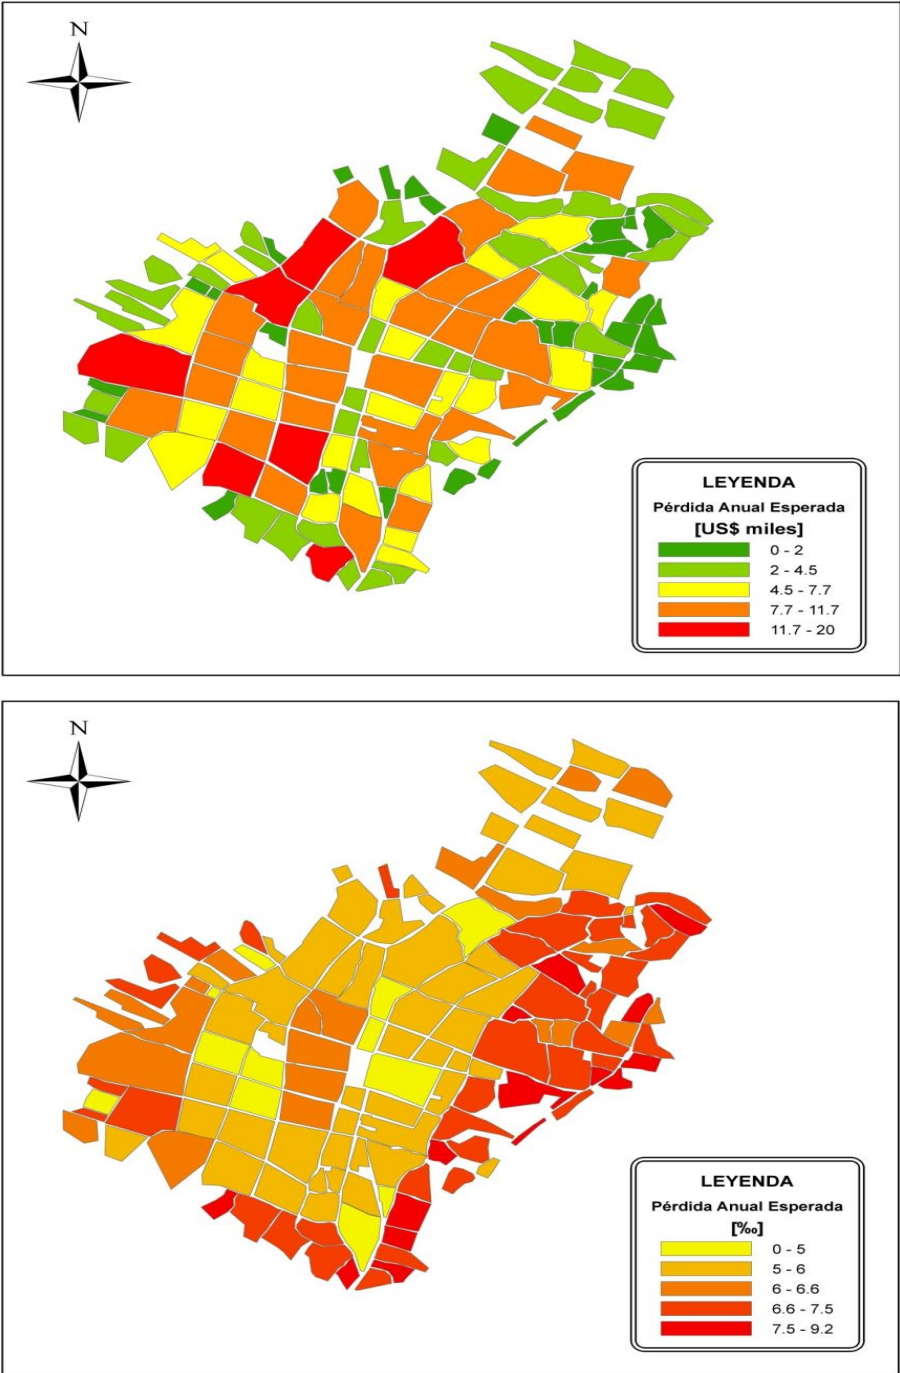 N
LEYENDA
Pérdida Anual Esperada
[US$ miles]
0 - 2
2 - 4.5
4.5 - 7.7
7.7 - 11.7
11.7 - 20
N
LEYENDA
Pérdida Anual Esperada
[‰]
0 - 5
5 - 6
6 - 6.6
6.6 - 7.5
7.5 - 9.2